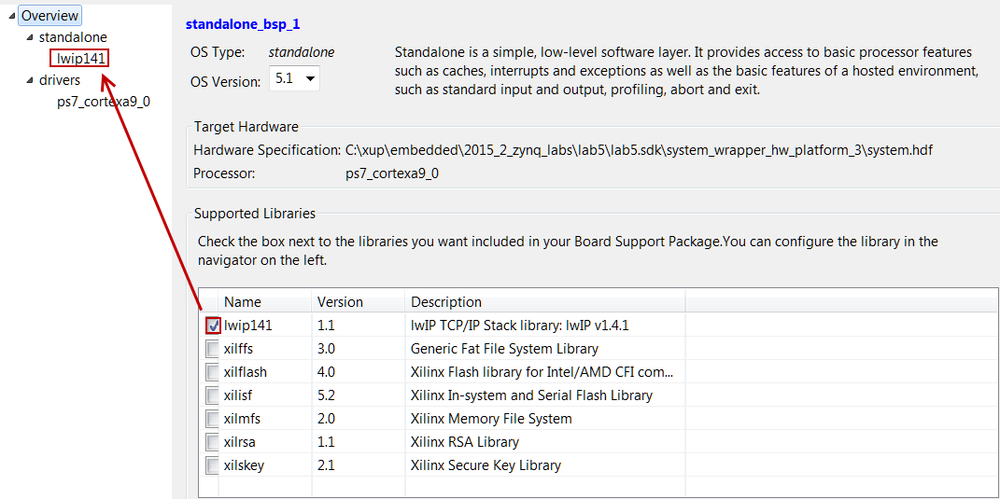 Overview
standalone
lwip141
drivers
ps7_cortexa9_0
standalone_bsp_1
OS Type: standalone
OS Version: 5.1
Standalone is a simple, low-level software layer. It provides access to basic processor features
such as caches, interrupts and exceptions as well as the basic features of a hosted environment,
such as standard input and output, profiling, abort and exit.
Target Hardware
Hardware Specification: C:\xup\embedded\2015_2_zynq_labs\lab5\lab5.sdk\system_wrapper_hw_platform_3\system.hdf
Processor: ps7_cortexa9_0
Supported Libraries
Check the box next to the libraries you want included in your Board Support Package.You can configure the library in the
navigator on the left.
Name Version Description
lwip141 1.1 lwIP TCP/IP Stack library: lwIP v1.4.1
xilffs 3.0 Generic Fat File System Library
xilflash 4.0 Xilinx Flash library for Intel/AMD CFI com...
xilisf 5.2 Xilinx In-system and Serial Flash Library
xilmfs 2.0 Xilinx Memory File System
xilrsa 1.1 Xilinx RSA Library
xilskey 2.1 Xilinx Secure Key Library